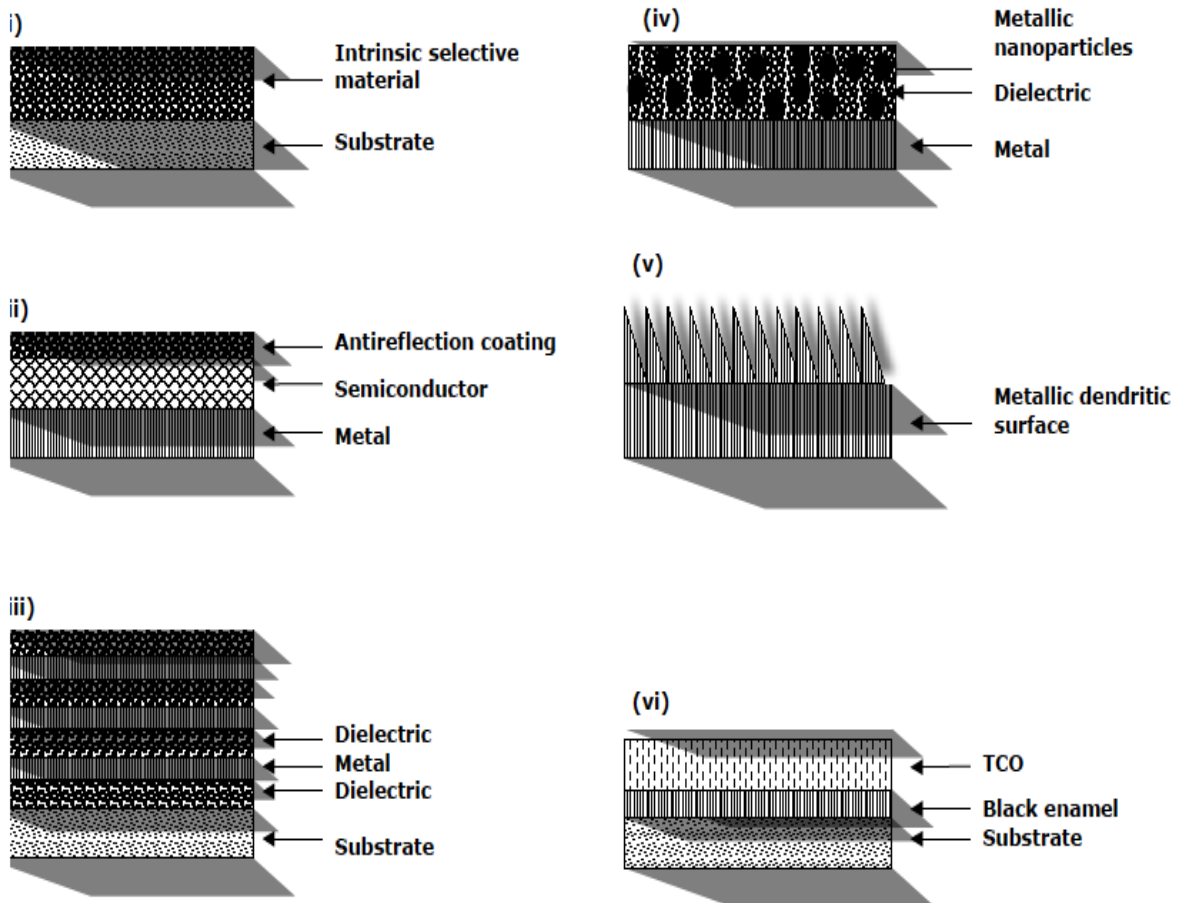 i)
Intrinsic selective
material
Substrate
ii)
Antireflection coating
Semiconductor
Metal
iii)
Dielectric
Metal
Dielectric
Substrate
(iv)
Metallic
nanoparticles
Dielectric
Metal
(v)
Metallic dendritic
surface
(vi)
TCO
Black enamel
Substrate